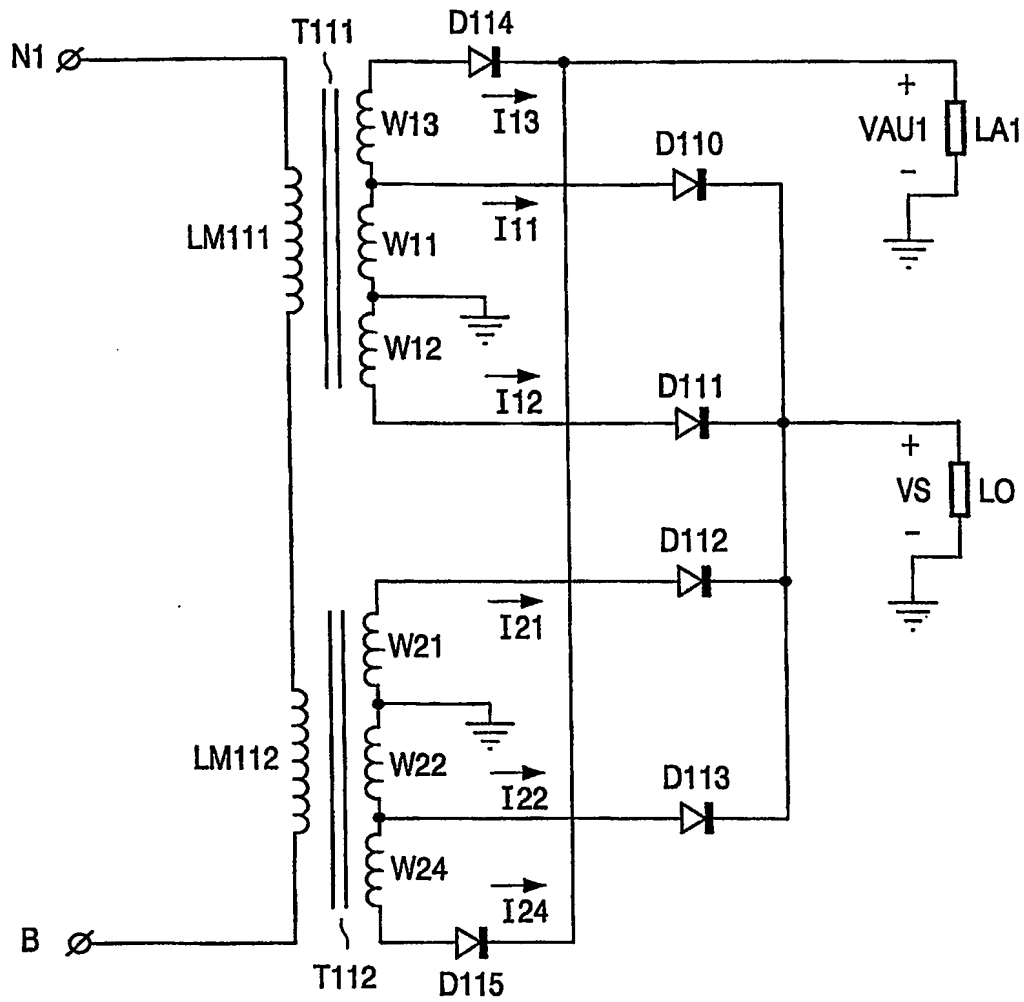 T111
D114
N1
+
W13
I13
VAU1
LA1
D110
-
LM111
I11
W11
W12
I12
D111
+
VS
LO
-
D112
I21
W21
LM112
W22
I22
D113
W24
I24
B
T112
D115